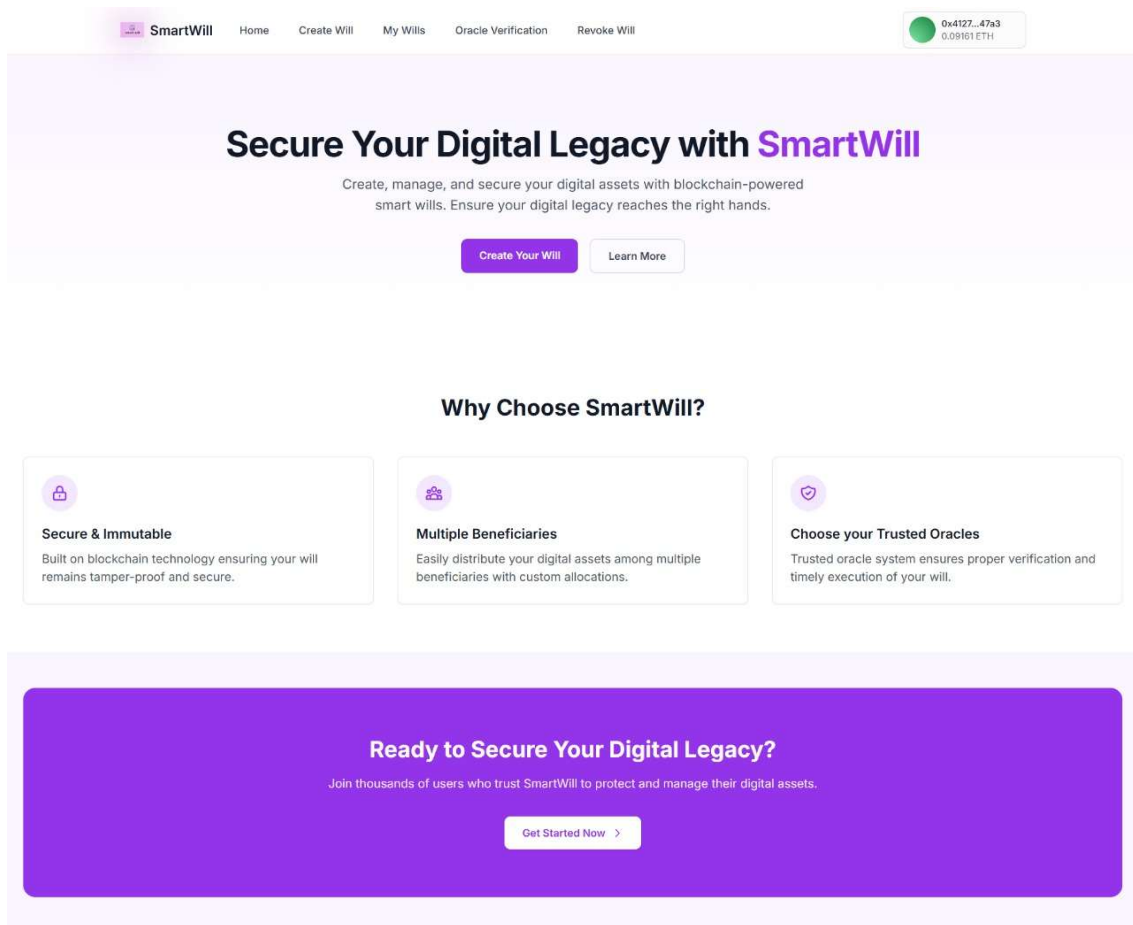 SmartWill
Home
Create Will
My Wills
Oracle Verification
Revoke Will
0x4127...47a3
0.09161 ETH
Secure Your Digital Legacy with SmartWill
Create, manage, and secure your digital assets with blockchain-powered
smart wills. Ensure your digital legacy reaches the right hands.
Create Your Will
Learn More
Why Choose SmartWill?
Secure & Immutable
Built on blockchain technology ensuring your will
remains tamper-proof and secure.
Multiple Beneficiaries
Easily distribute your digital assets among multiple
beneficiaries with custom allocations.
Choose your Trusted Oracles
Trusted oracle system ensures proper verification and
timely execution of your will.
Ready to Secure Your Digital Legacy?
Join thousands of users who trust SmartWill to protect and manage their digital assets.
Get Started Now